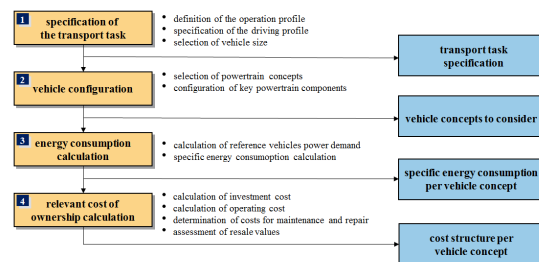 1
specification of
the transport task
• definition of the operation profile
• specification of the driving profile
• selection of vehicle size
transport task
specification
2
vehicle configuration
• selection of powertrain concepts
• configuration of key powertrain components
vehicle concepts to consider
3
energy consumption
calculation
• calculation of reference vehicles power demand
• specific energy consumoption calculation
specific energy consumption
per vehicle concept
4
relevant cost of
ownership calculation
• calculation of investment cost
• calculation of operating cost
• determination of costs for maintenance and repair
• assessment of resale values
cost structure per
vehicle concept